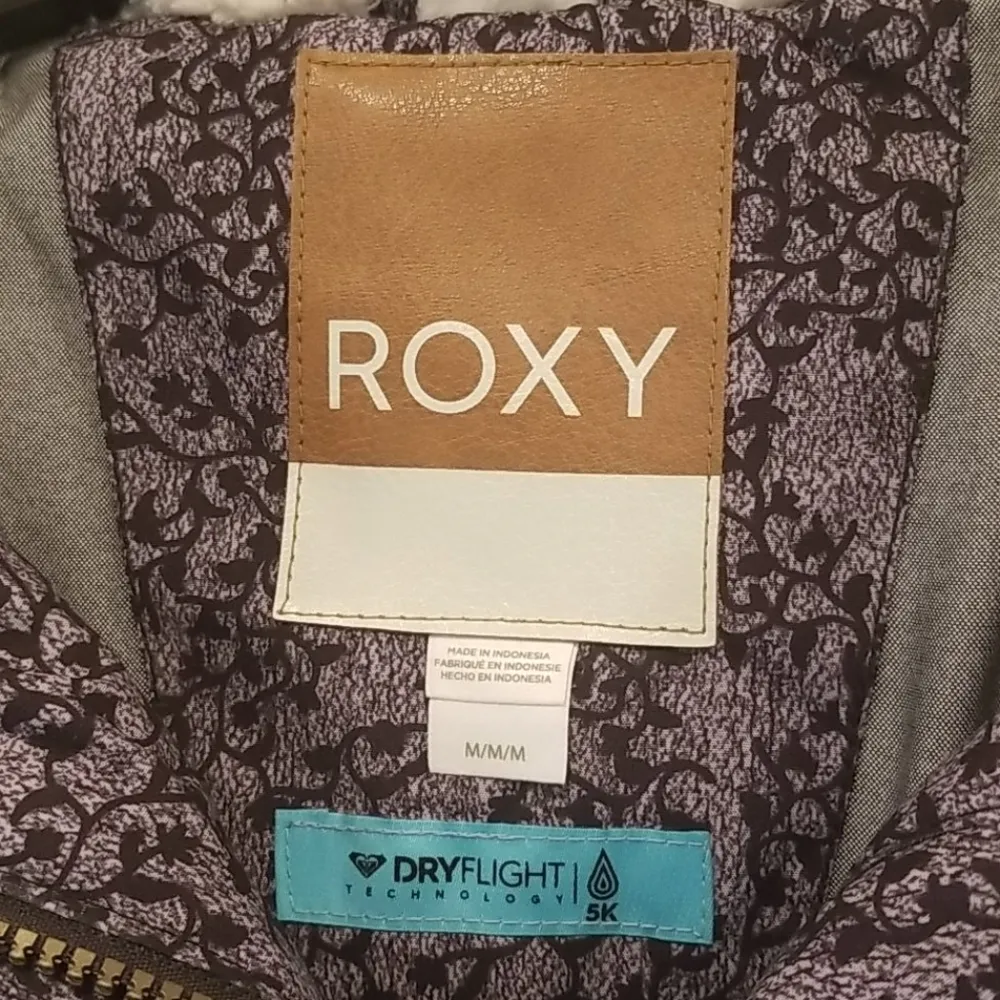 ROXY
MADE IN INDONESIA
FABRIQUÉ EN INDONESIE
HECHO EN INDONESIA
M/M/M
DRYFLIGHT
TECHNOLOGY
5K